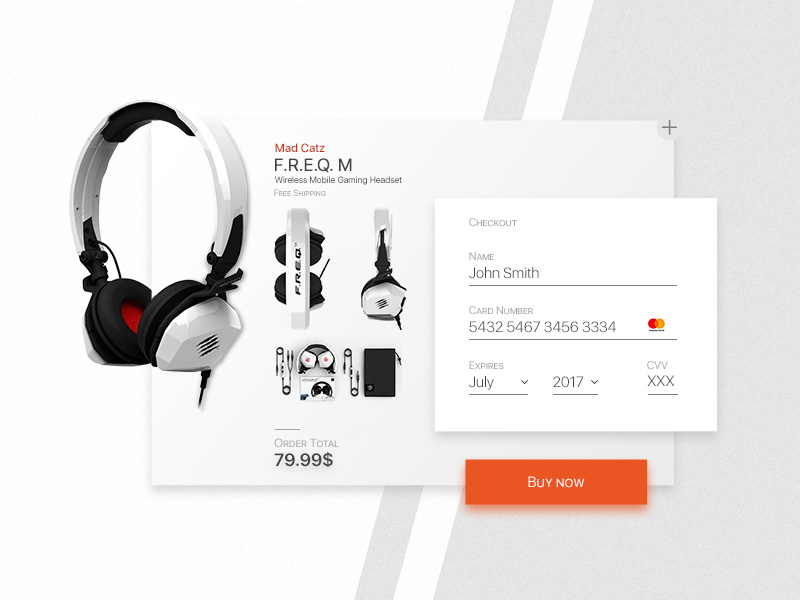 Mad Catz
F.R.E.Q. M
Wireless Mobile Gaming Headset
Free Shipping
F.R.E.Q.
Order Total
79.99$
Checkout
Name
John Smith
Card Number
5432 5467 3456 3334
Expires
July
2017
CVV
XXX
Buy now